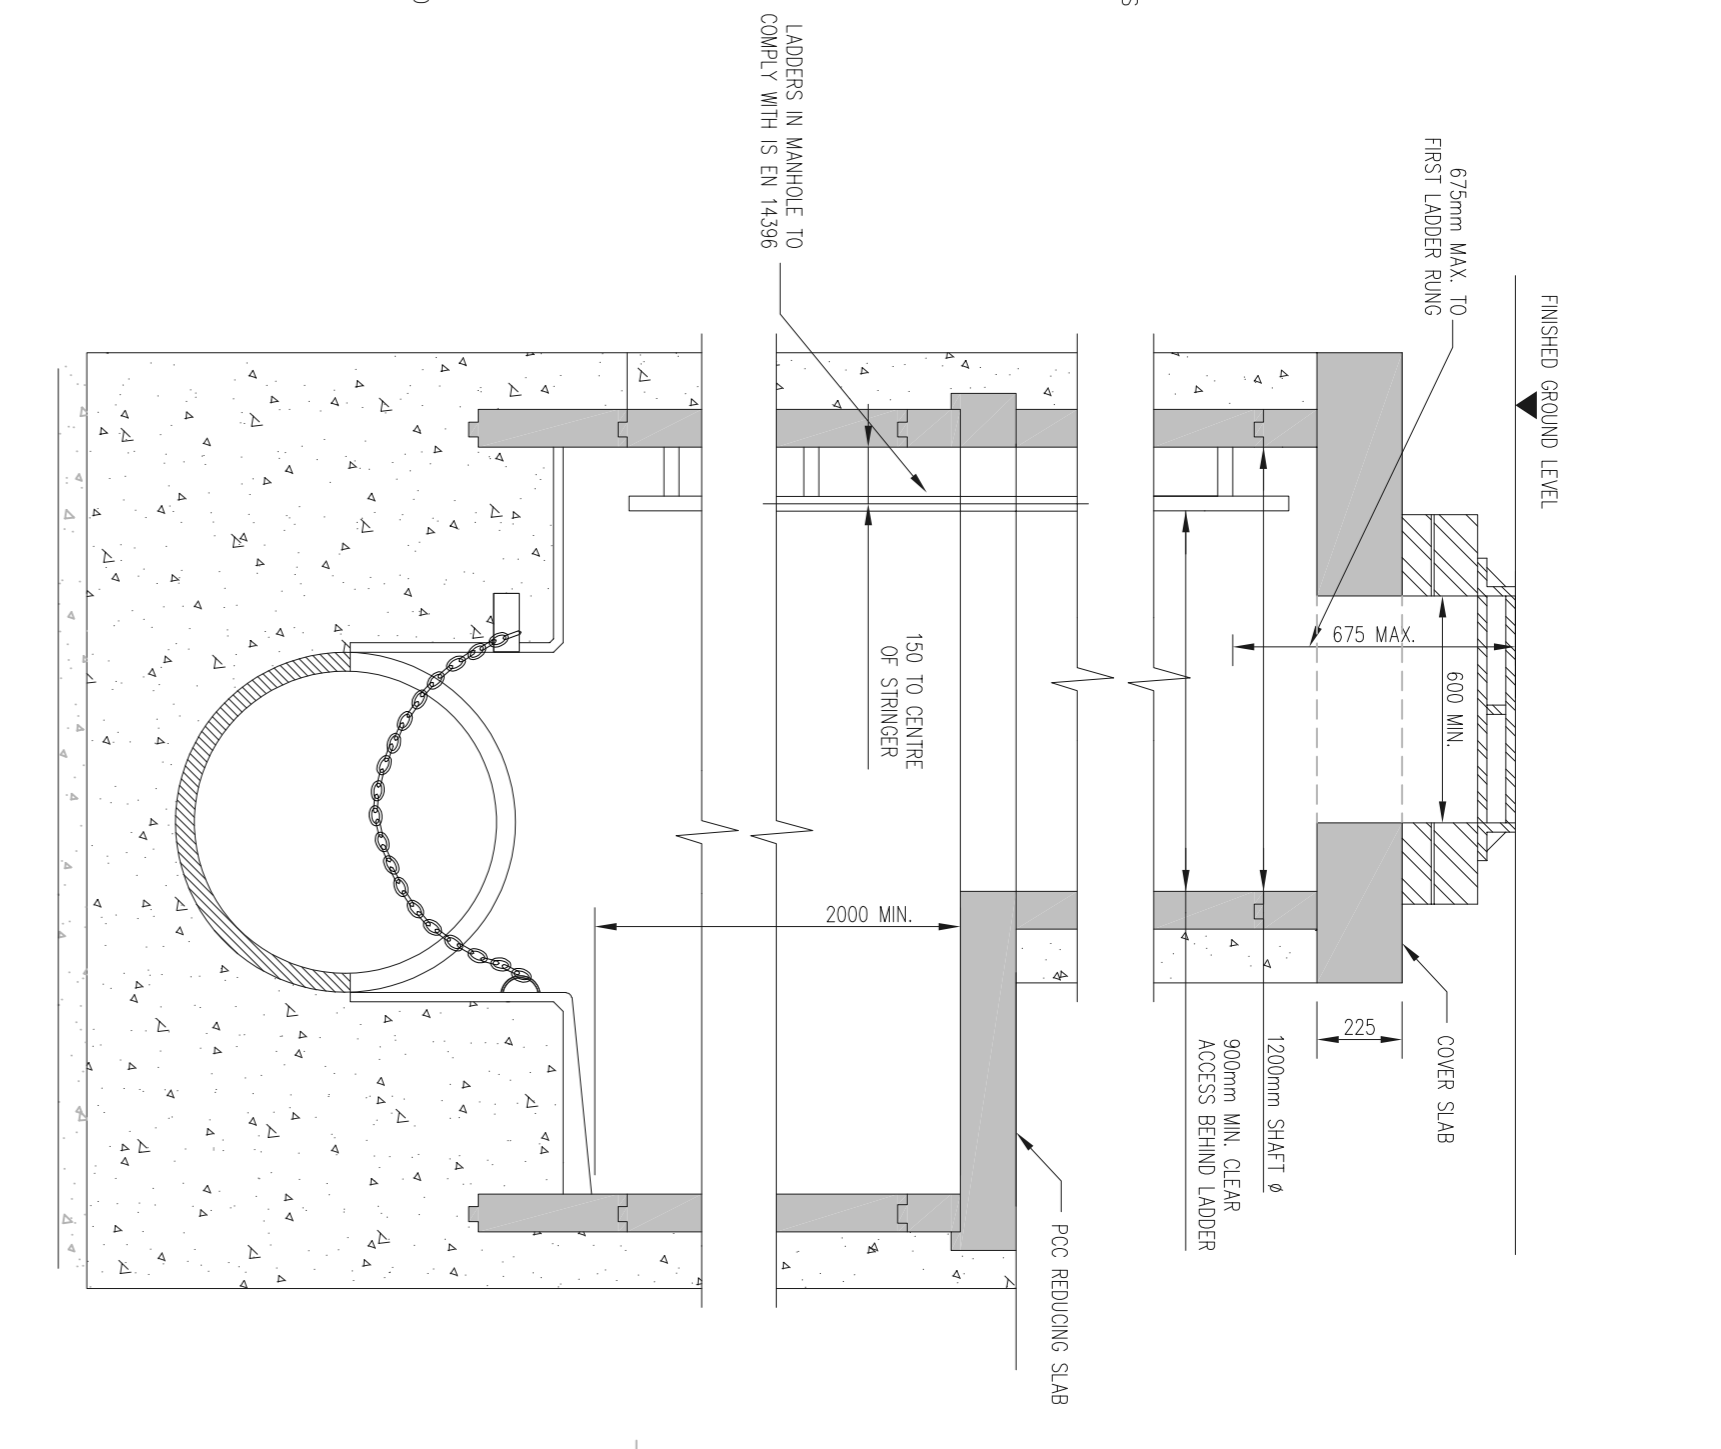 FINISHED GROUND LEVEL
675mm MAX. TO
FIRST LADDER RUNG
675 MAX.
600 MIN.
COVER SLAB
225
1200mm SHAFT Ø
900mm MIN. CLEAR
ACCESS BEHIND LADDER
PCC REDUCING SLAB
150 TO CENTRE
OF STRINGER
2000 MIN.
LADDERS IN MANHOLE TO
COMPLY WITH IS EN 14396